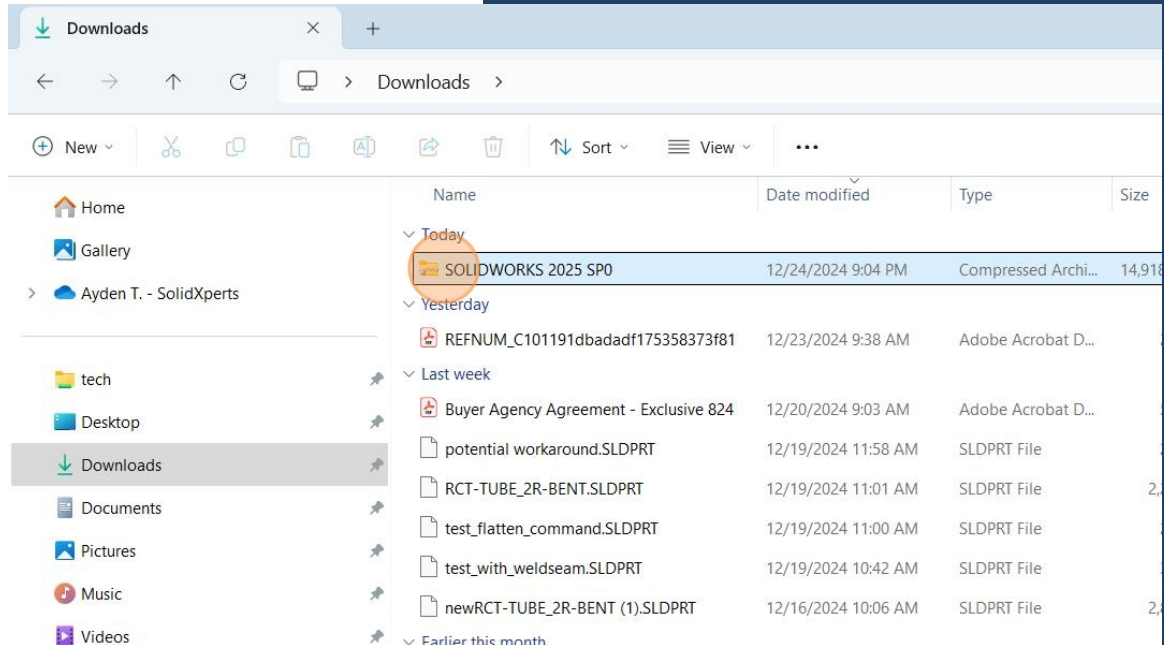 Downloads
Downloads
New Sort View
Name Date modified Type Size
Home
Gallery
Ayden T. - SolidXperts
tech
Desktop
Downloads
Documents
Pictures
Music
Videos
Today
SOLIDWORKS 2025 SP0 12/24/2024 9:04 PM Compressed Archi... 14,918
Yesterday
REFNUM_C101191dbadadf175358373f81 12/23/2024 9:38 AM Adobe Acrobat D...
Last week
Buyer Agency Agreement - Exclusive 824 12/20/2024 9:03 AM Adobe Acrobat D...
potential workaround.SLDPRT 12/19/2024 11:58 AM SLDPRT File
RCT-TUBE_2R-BENT.SLDPRT 12/19/2024 11:01 AM SLDPRT File
test_flatten_command.SLDPRT 12/19/2024 11:00 AM SLDPRT File
test_with_weldseam.SLDPRT 12/19/2024 10:42 AM SLDPRT File
newRCT-TUBE_2R-BENT (1).SLDPRT 12/16/2024 10:06 AM SLDPRT File
Earlier this month